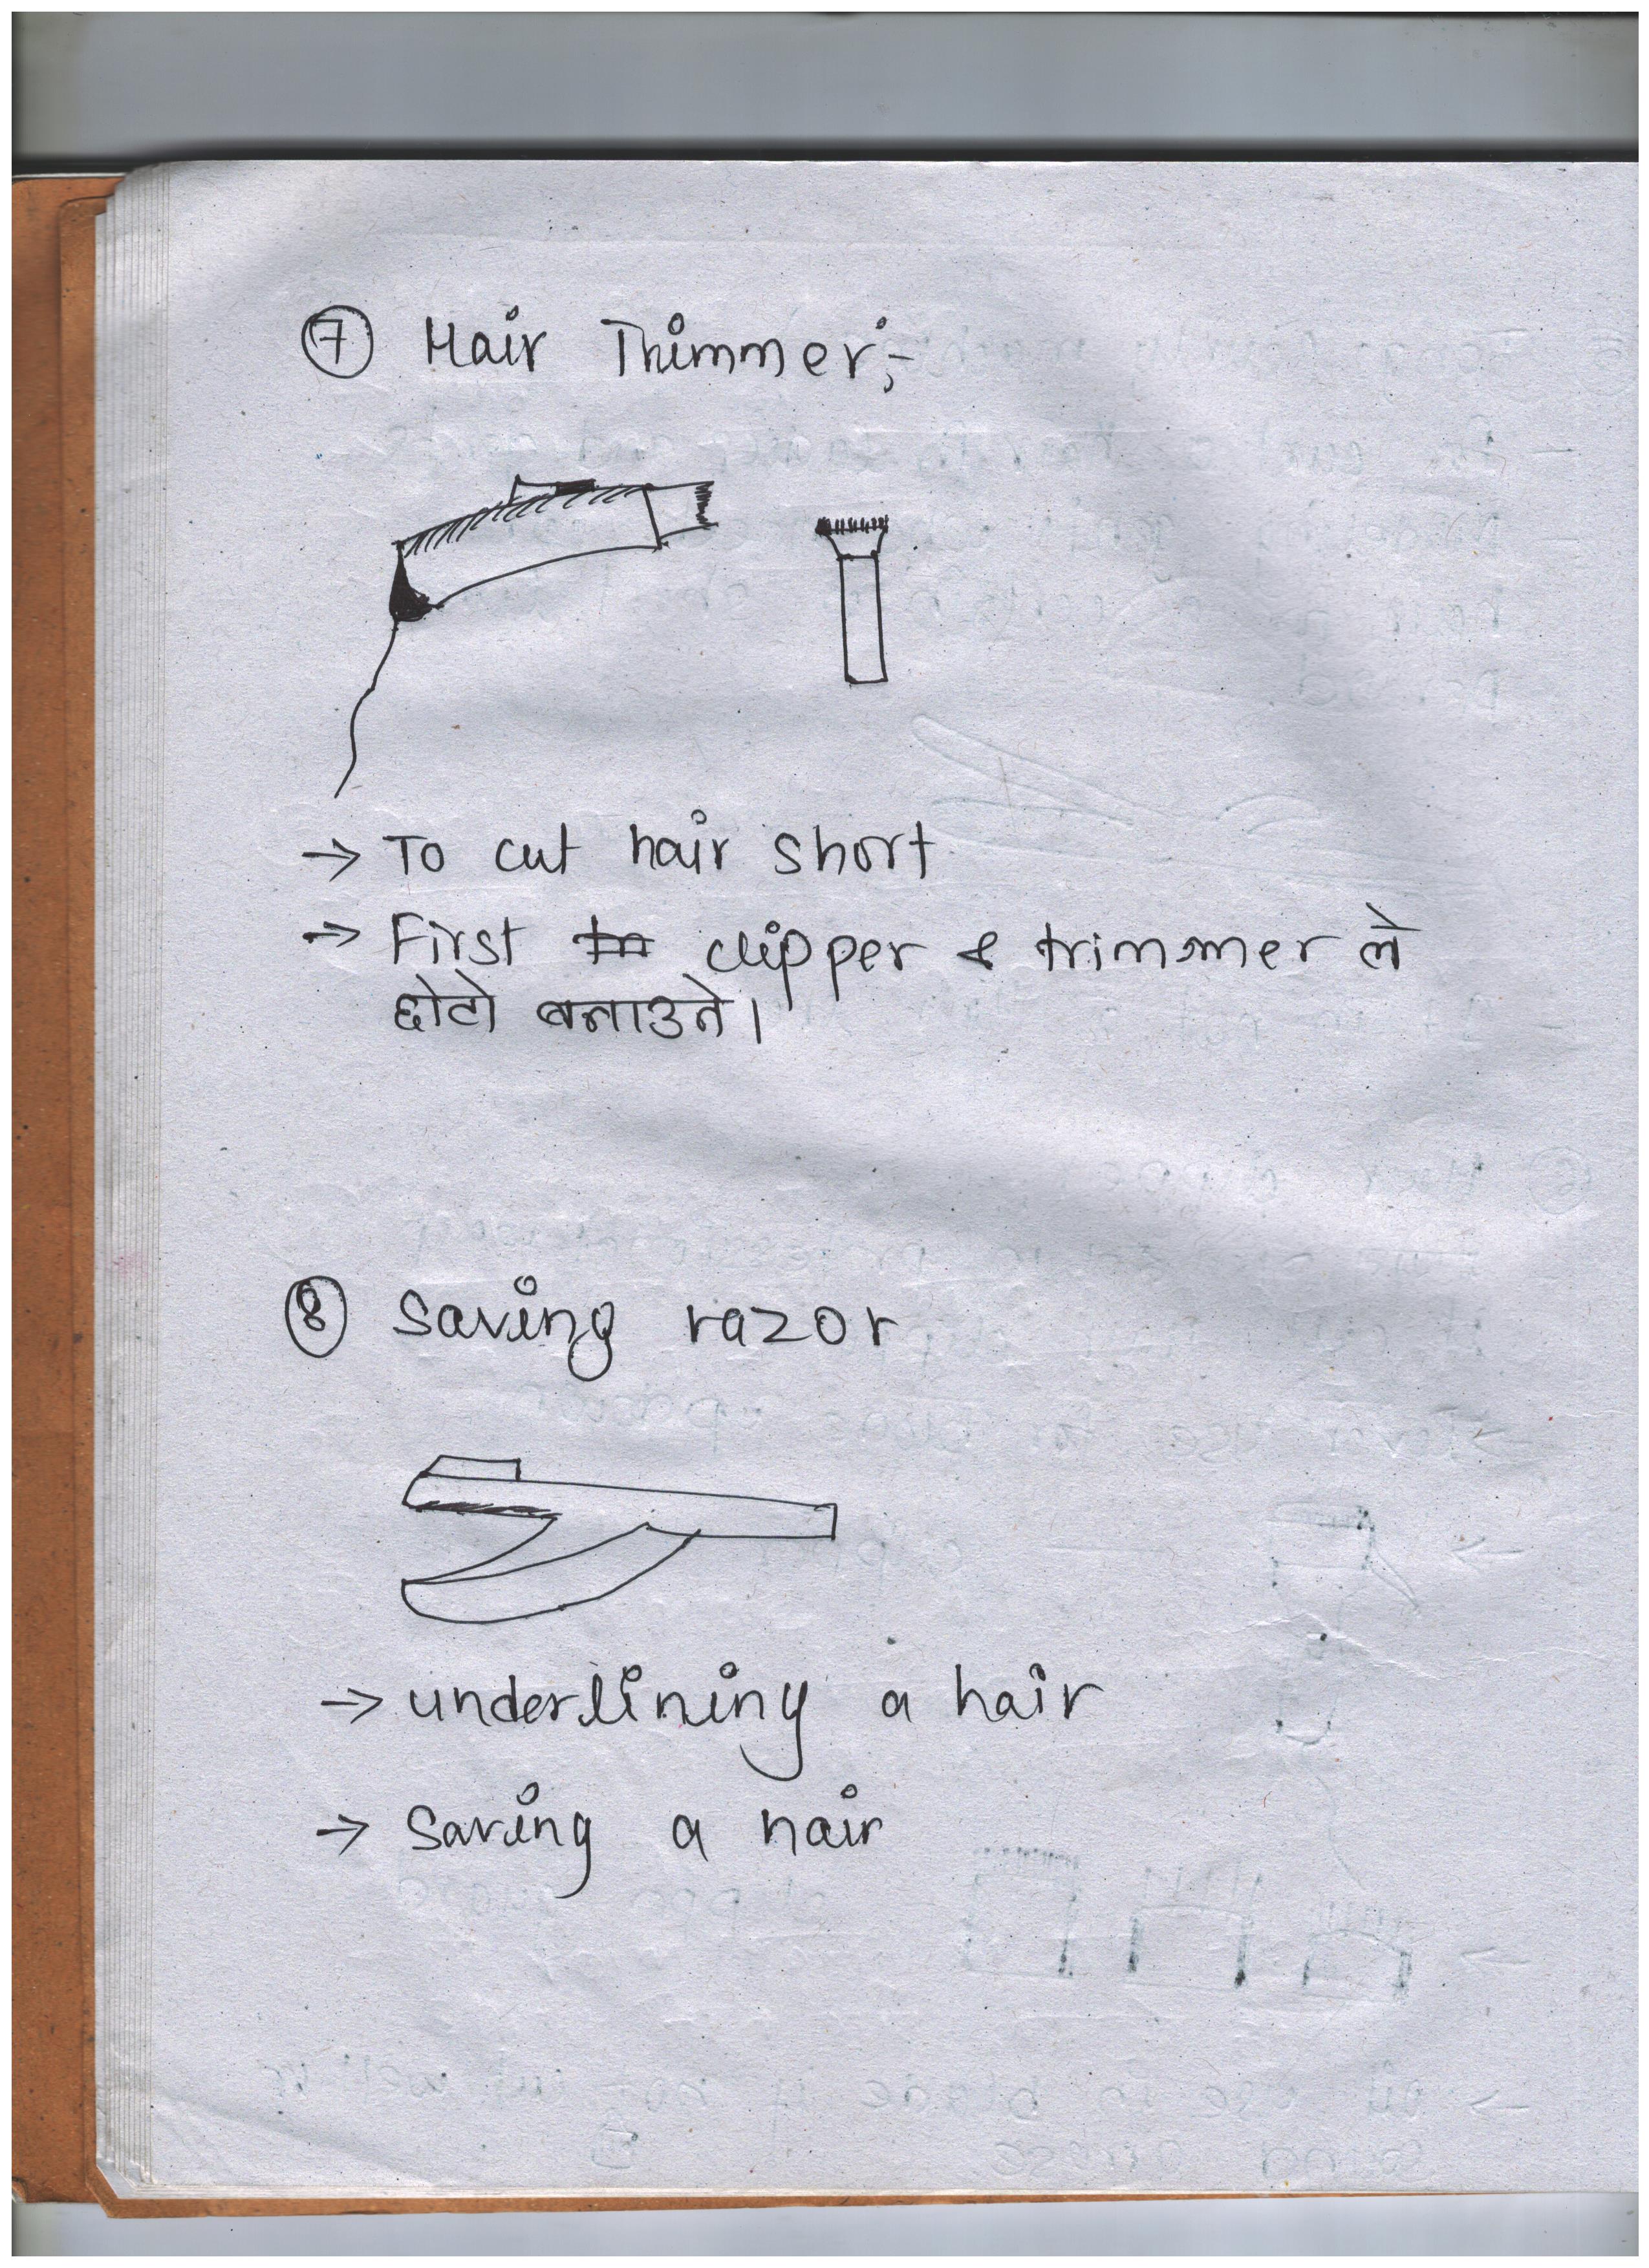 ⑦ Hair Thimmer;-
→ To cut hair short
→ First clipper & trimmer ले
छोटो बनाउने।
⑧ Saving razor
→ underlining a hair
→ Saving a hair